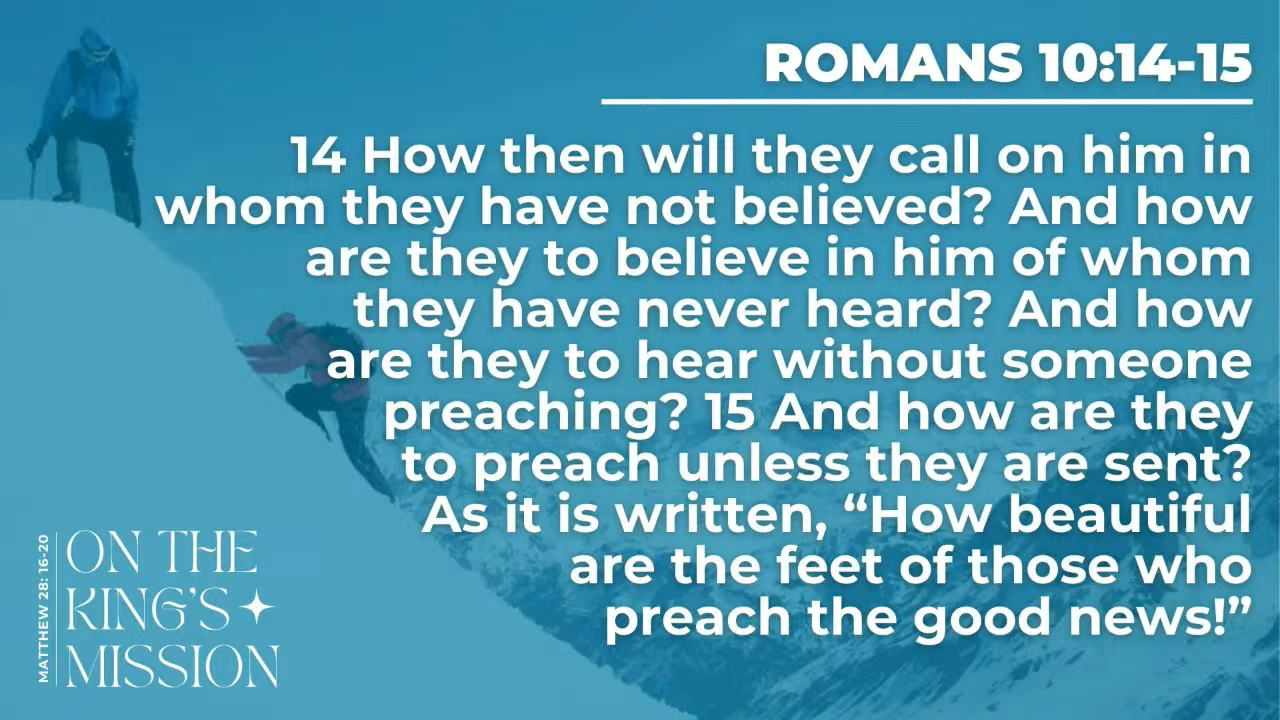 ROMANS 10:14-15
14 How then will they call on him in
whom they have not believed? And how
are they to believe in him of whom
they have never heard? And how
are they to hear without someone
preaching? 15 And how are they
to preach unless they are sent?
As it is written, “How beautiful
are the feet of those who
preach the good news!”
MATTHEW 28: 16-20
ON THE
KING'S
MISSION